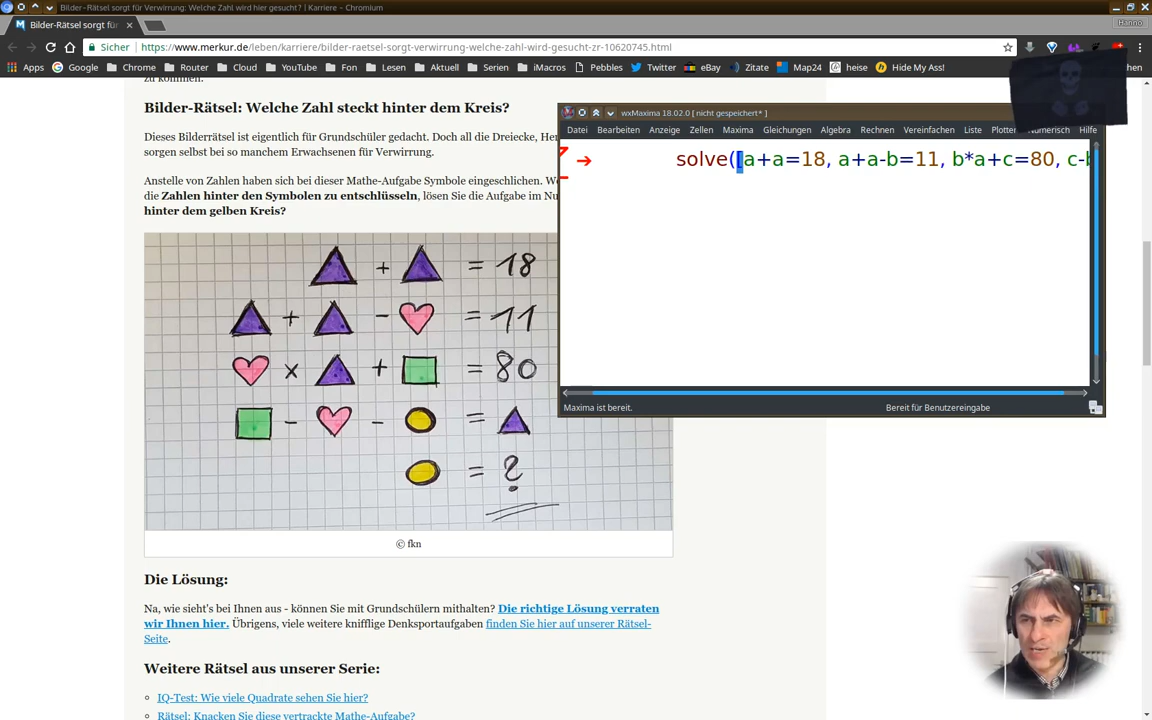 Bilder-Rätsel sorgt für Verwirrung: Welche Zahl wird hier gesucht? | Karriere – Chromium
Bilder-Rätsel sorgt für
Hanno
Sicher https://www.merkur.de/leben/karriere/bilder-raetsel-sorgt-verwirrung-welche-zahl-wird-gesucht-zr-10620745.html
Apps Google Chrome Router Cloud YouTube Fon Lesen Aktuell Serien iMacros Pebbles Twitter eBay Zitate Map24 heise Hide My Ass!
zu können.
Bilder-Rätsel: Welche Zahl steckt hinter dem Kreis?
Dieses Bilderrätsel ist eigentlich für Grundschüler gedacht. Doch all die Dreiecke,
sorgen selbst bei so manchem Erwachsenen für Verwirrung.
Anstelle von Zahlen haben sich bei dieser Mathe-Aufgabe Symbole eingeschlichen.
die Zahlen hinter den Symbolen zu entschlüsseln, lösen Sie die Aufgabe im
hinter dem gelben Kreis?
wxMaxima 18.02.0 [ nicht gespeichert* ]
Datei Bearbeiten Anzeige Zellen Maxima Gleichungen Algebra Rechnen Vereinfachen Liste Plotten Numerisch Hilfe
solve([a+a=18, a+a-b=11, b*a+c=80, c-b
Maxima ist bereit. Bereit für Benutzereingabe
+ = 18
+ - = 11
x + = 80
- - =
= ?
© fkn
Die Lösung:
Na, wie sieht's bei Ihnen aus - können Sie mit Grundschülern mithalten? Die richtige Lösung verraten
wir Ihnen hier. Übrigens, viele weitere knifflige Denksportaufgaben finden Sie hier auf unserer Rätsel-
Seite.
Weitere Rätsel aus unserer Serie:
IQ-Test: Wie viele Quadrate sehen Sie hier?
Rätsel: Knacken Sie diese vertrackte Mathe-Aufgabe?